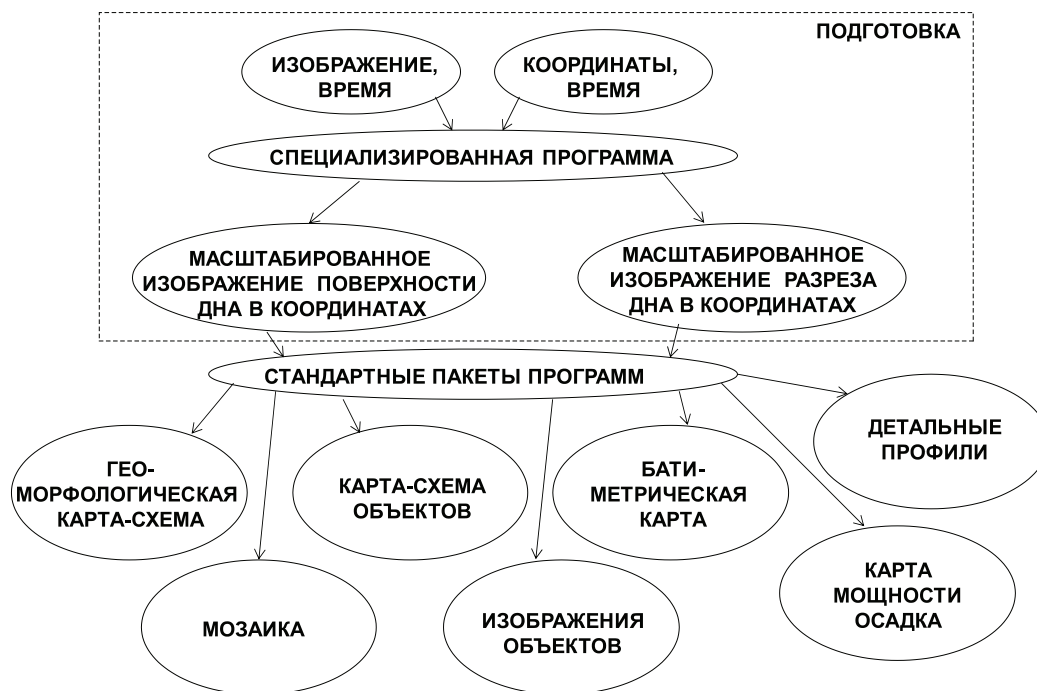 ПОДГОТОВКА
ИЗОБРАЖЕНИЕ,
ВРЕМЯ
КООРДИНАТЫ,
ВРЕМЯ
СПЕЦИАЛИЗИРОВАННАЯ ПРОГРАММА
МАСШТАБИРОВАННОЕ
ИЗОБРАЖЕНИЕ ПОВЕРХНОСТИ
ДНА В КООРДИНАТАХ
МАСШТАБИРОВАННОЕ
ИЗОБРАЖЕНИЕ РАЗРЕЗА
ДНА В КООРДИНАТАХ
СТАНДАРТНЫЕ ПАКЕТЫ ПРОГРАММ
ГЕО-
МОРФОЛОГИЧЕСКАЯ
КАРТА-СХЕМА
КАРТА-СХЕМА
ОБЪЕКТОВ
БАТИ-
МЕТРИЧЕСКАЯ
КАРТА
ДЕТАЛЬНЫЕ
ПРОФИЛИ
МОЗАИКА
ИЗОБРАЖЕНИЯ
ОБЪЕКТОВ
КАРТА
МОЩНОСТИ
ОСАДКА